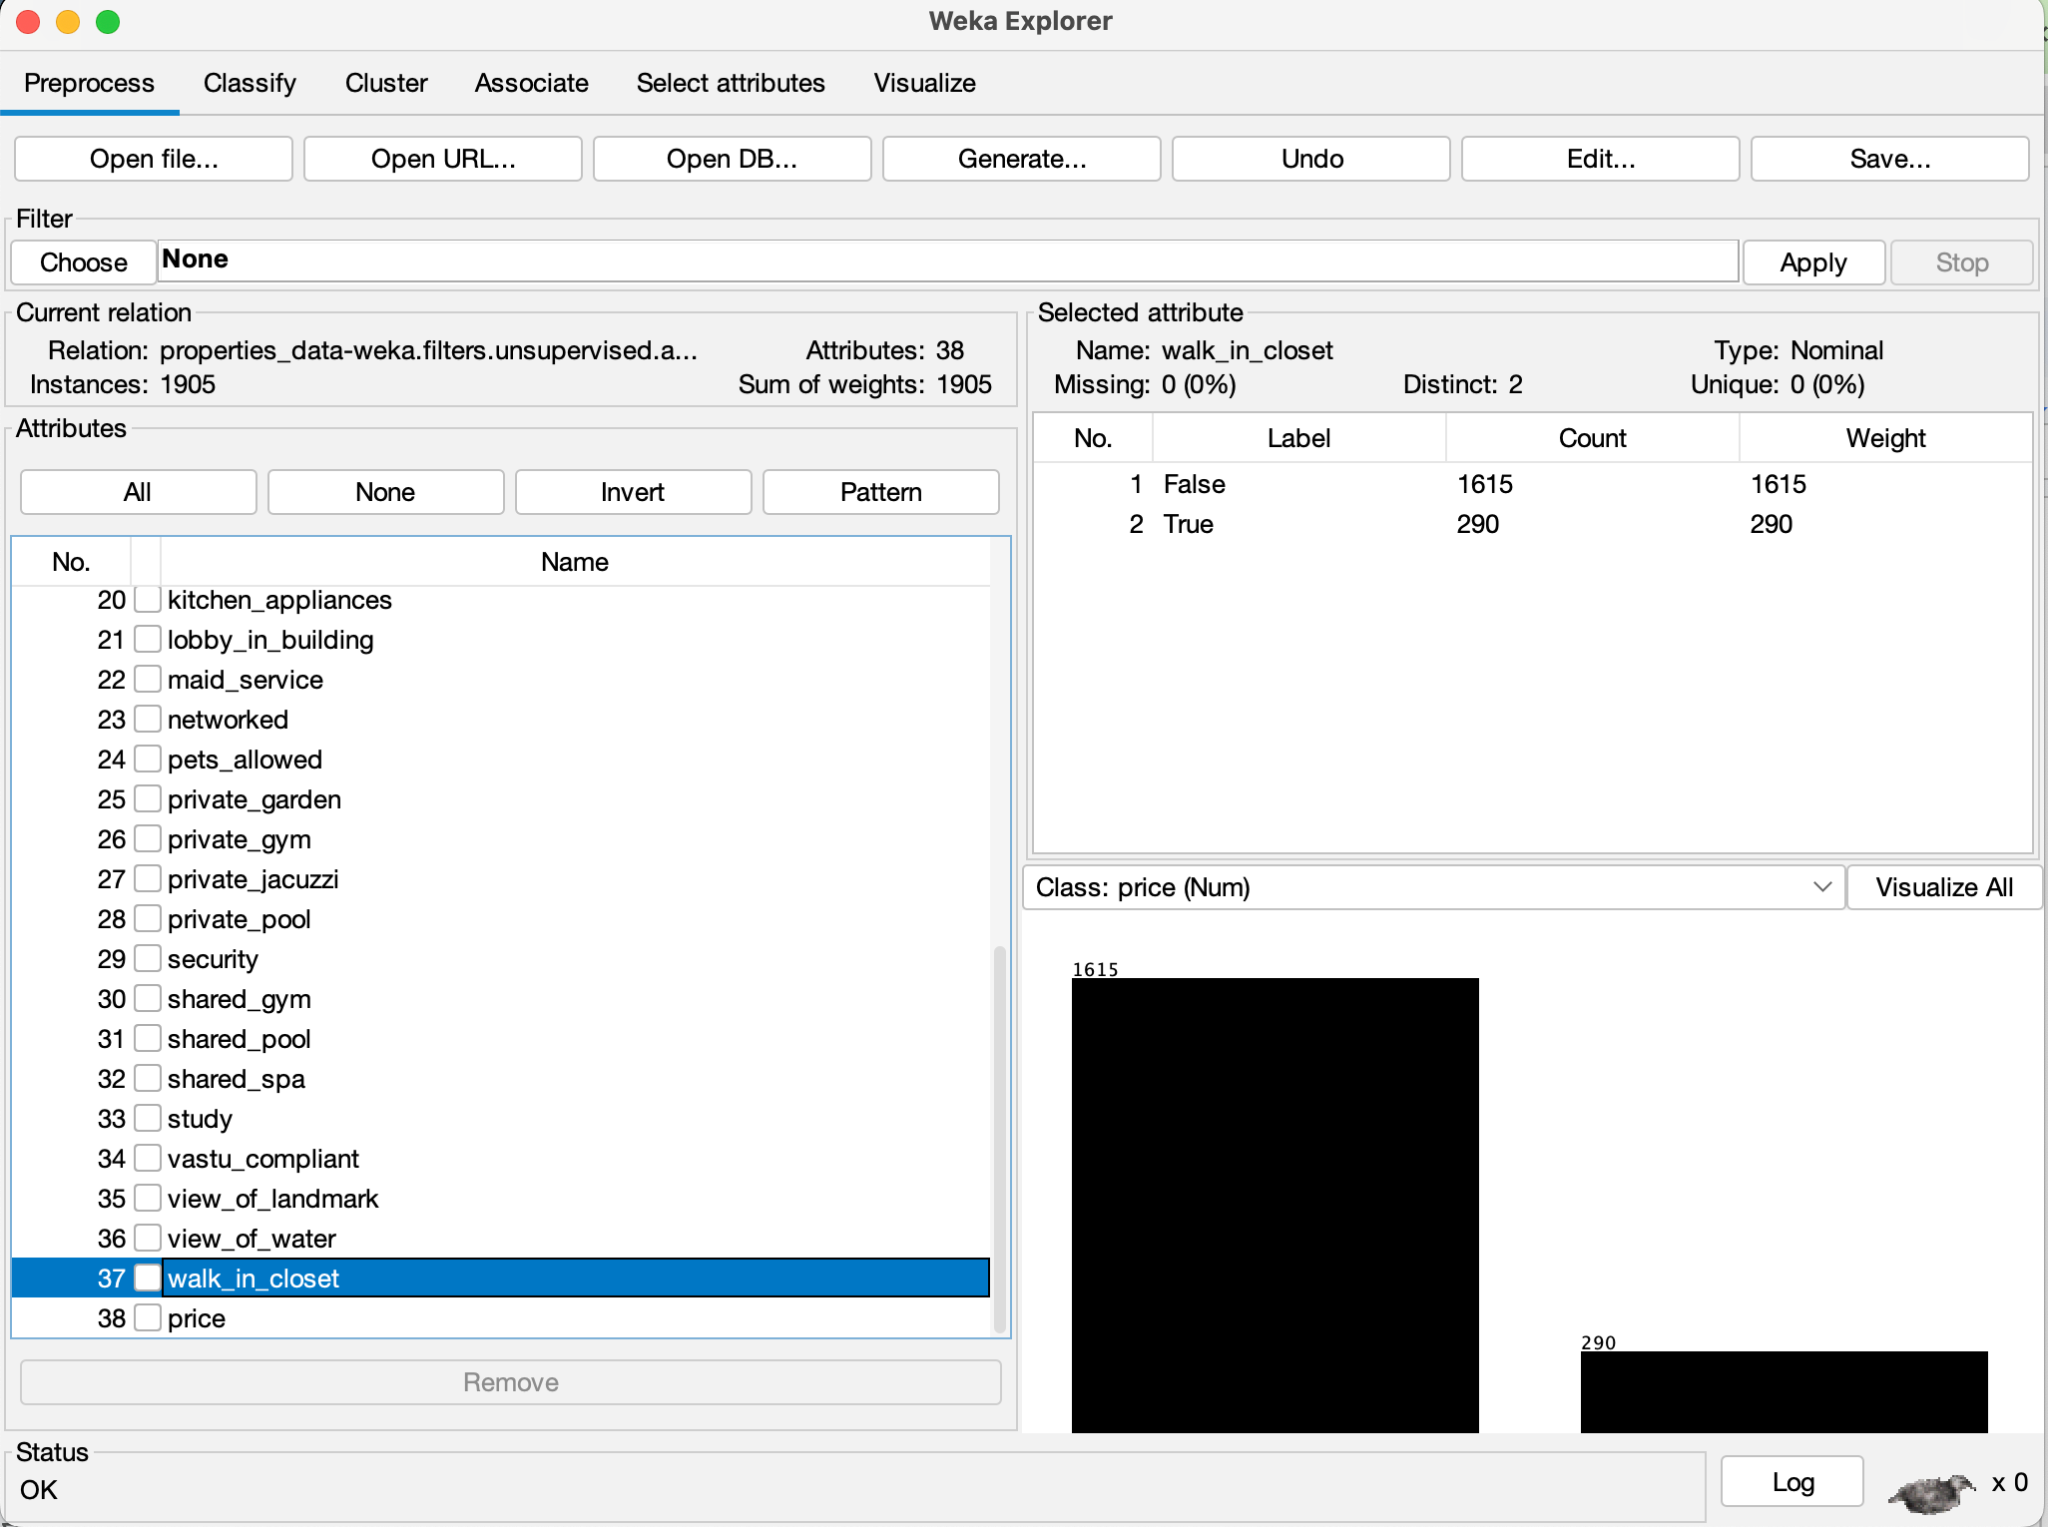 Weka Explorer
Preprocess Classify Cluster Associate Select attributes Visualize
Open file... Open URL... Open DB... Generate... Undo Edit... Save...
Filter
Choose None Apply Stop
Current relation
Relation: properties_data-weka.filters.unsupervised.a... Attributes: 38
Instances: 1905 Sum of weights: 1905
Attributes
All None Invert Pattern
No. Name
20 kitchen_appliances
21 lobby_in_building
22 maid_service
23 networked
24 pets_allowed
25 private_garden
26 private_gym
27 private_jacuzzi
28 private_pool
29 security
30 shared_gym
31 shared_pool
32 shared_spa
33 study
34 vastu_compliant
35 view_of_landmark
36 view_of_water
37 walk_in_closet
38 price
Remove
Selected attribute
Name: walk_in_closet Type: Nominal
Missing: 0 (0%) Distinct: 2 Unique: 0 (0%)
No. Label Count Weight
1 False 1615 1615
2 True 290 290
Class: price (Num) Visualize All
1615
290
Status
OK
Log x 0